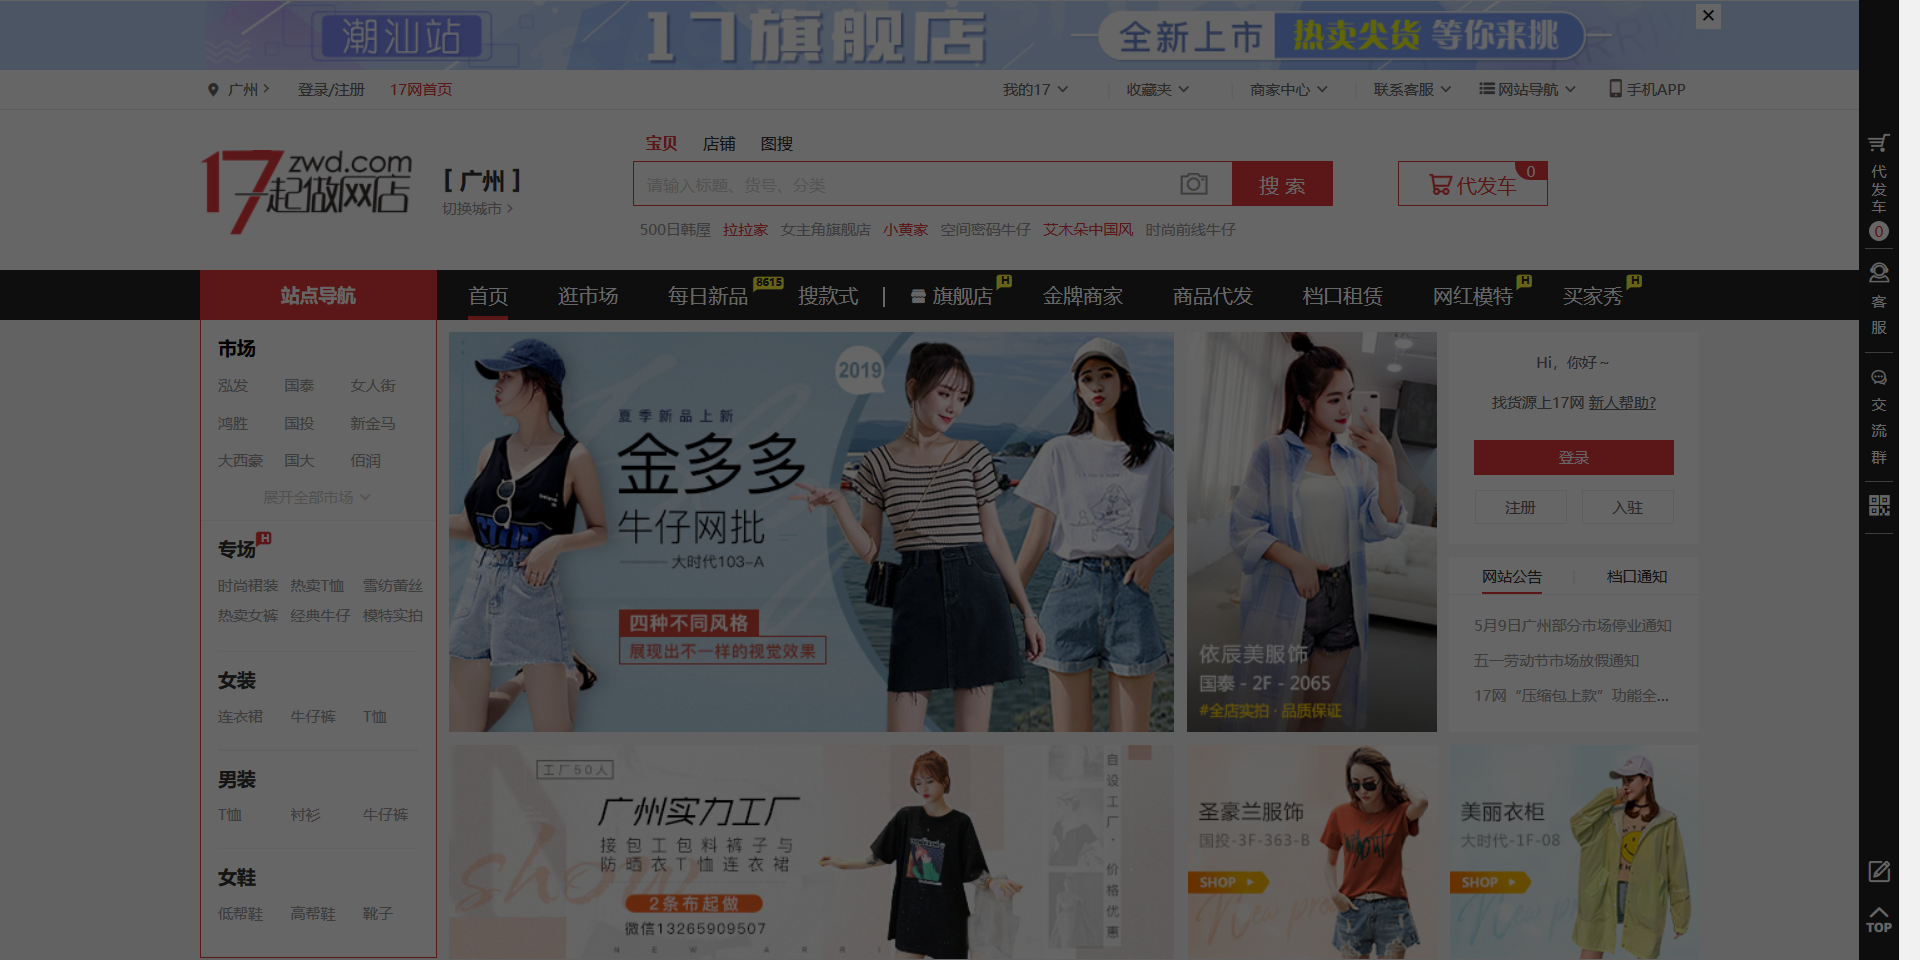 潮汕站
17旗舰店
全新上市 热卖尖货 等你来挑
广州 登录/注册 17网首页
我的17 收藏夹 商家中心 联系客服 网站导航 手机APP
宝贝 店铺 图搜
17zwd.com
一起做网店
[ 广州 ]
切换城市
请输入标题、货号、分类
搜 索
代发车 0
500日韩屋 拉拉家 女主角旗舰店 小黄家 空间密码牛仔 艾木朵中国风 时尚前线牛仔
站点导航 首页 逛市场 每日新品 8615 搜款式 | 旗舰店 H 金牌商家 商品代发 档口租赁 网红模特 H 买家秀 H
市场
泓发 国泰 女人街
鸿胜 国投 新金马
大西豪 国大 佰润
展开全部市场
专场 H
时尚裙装 热卖T恤 雪纺蕾丝
热卖女裤 经典牛仔 模特实拍
女装
连衣裙 牛仔裤 T恤
男装
T恤 衬衫 牛仔裤
女鞋
低帮鞋 高帮鞋 靴子
2019
夏季新品上新
金多多
牛仔网批
大时代103-A
四种不同风格
展现出不一样的视觉效果
依辰美服饰
国泰 - 2F - 2065
#全店实拍 · 品质保证
Hi，你好~
找货源上17网 新人帮助?
登录
注册 入驻
网站公告 档口通知
5月9日广州部分市场停业通知
五一劳动节市场放假通知
17网“压缩包上款”功能全...
工厂50人
广州实力工厂
接包工包料裤子与
防晒衣T恤连衣裙
2条布起做
微信13265909507
NEW ARRI
show
自设工厂·价格优惠
圣豪兰服饰
国投-3F-363-B
SHOP
New pro
美丽衣柜
大时代-1F-08
SHOP
代发车
0
客服
交流群
TOP